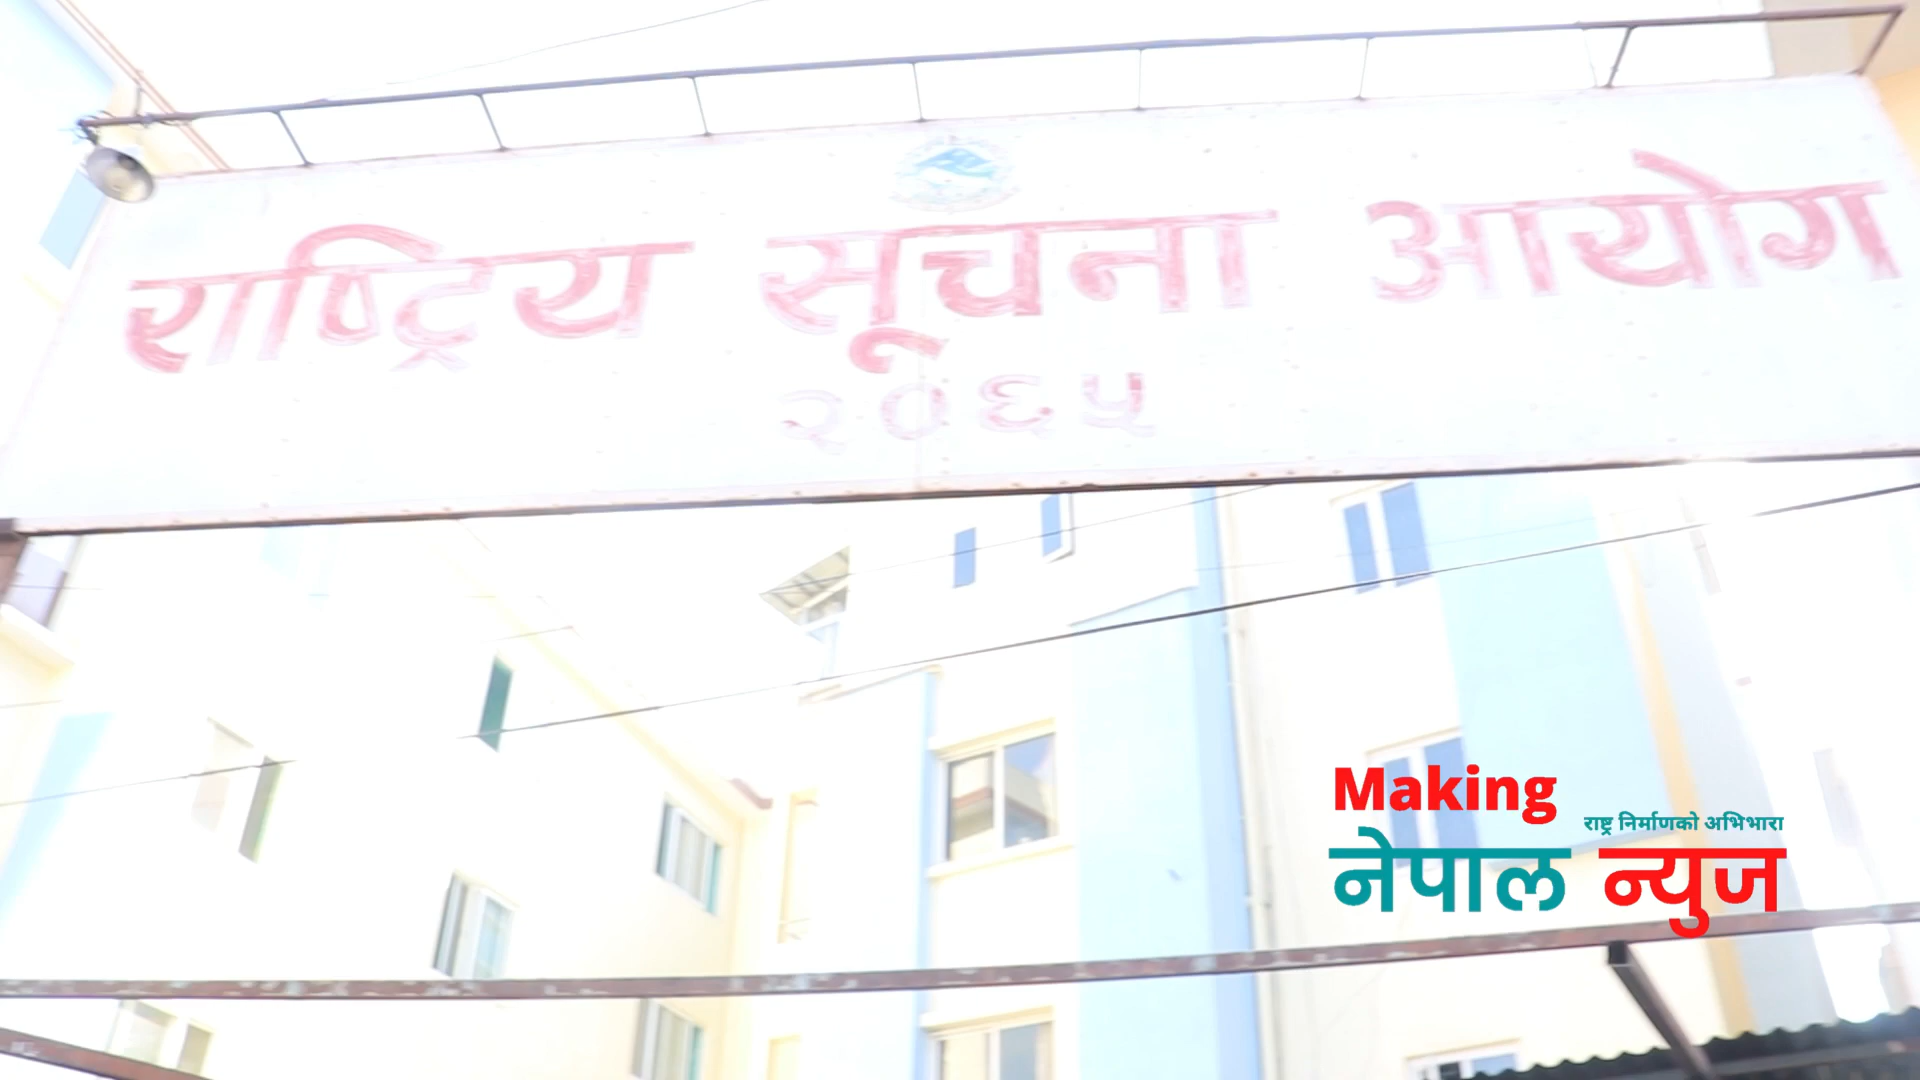 राष्ट्रिय सूचना आयोग
२०६५
Making
राष्ट्र निर्माणको अभिभारा
नेपाल न्युज